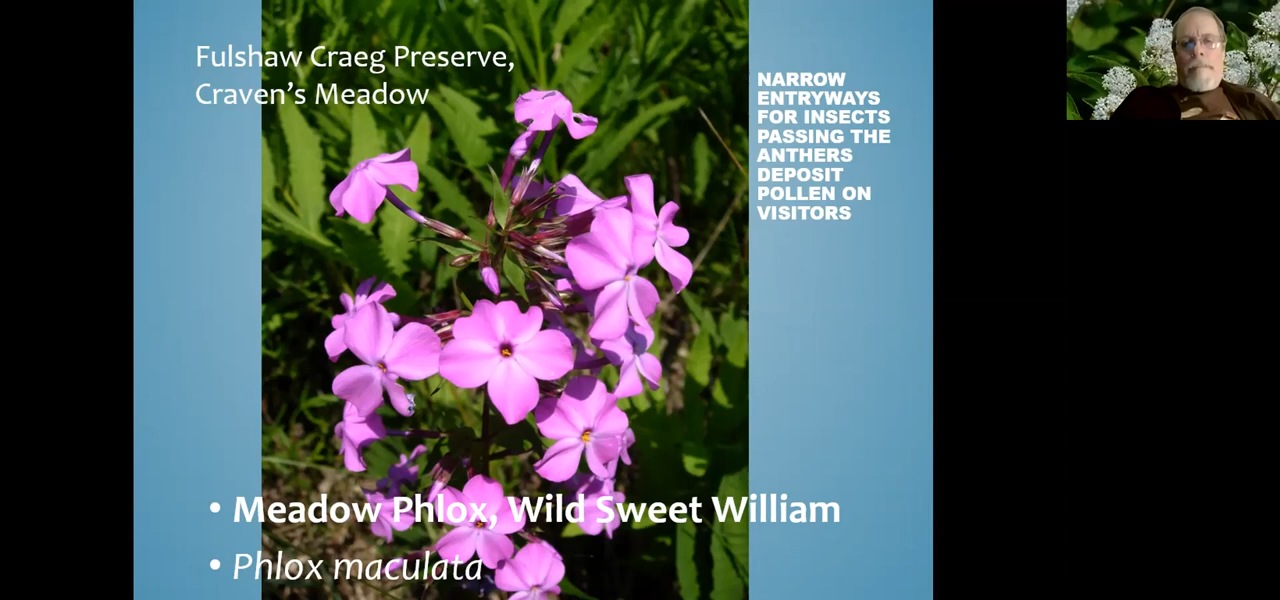 Fulshaw Craeg Preserve,
Craven's Meadow
NARROW
ENTRYWAYS
FOR INSECTS
PASSING THE
ANTHERS
DEPOSIT
POLLEN ON
VISITORS
• Meadow Phlox, Wild Sweet William
• Phlox maculata